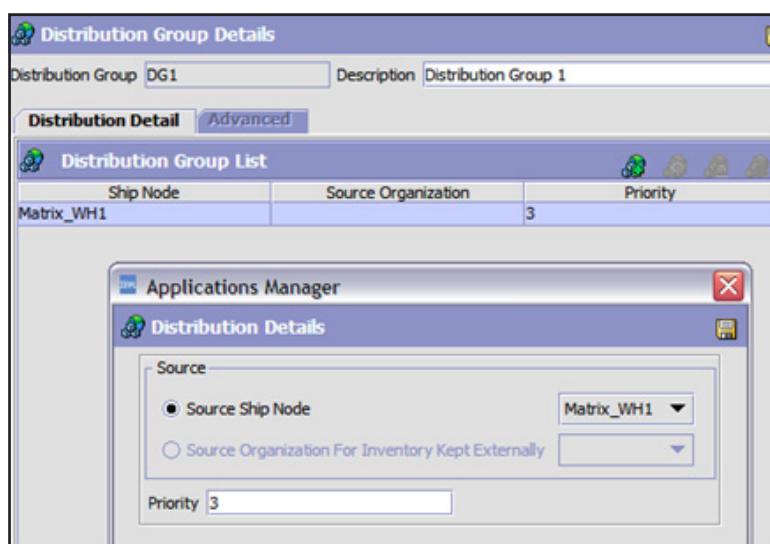 Distribution Group Details
Distribution Group DG1 Description Distribution Group 1
Distribution Detail Advanced
Distribution Group List
Ship Node Source Organization Priority
Matrix_WH1 3
Applications Manager
Distribution Details
Source
Source Ship Node Matrix_WH1
Source Organization For Inventory Kept Externally
Priority 3